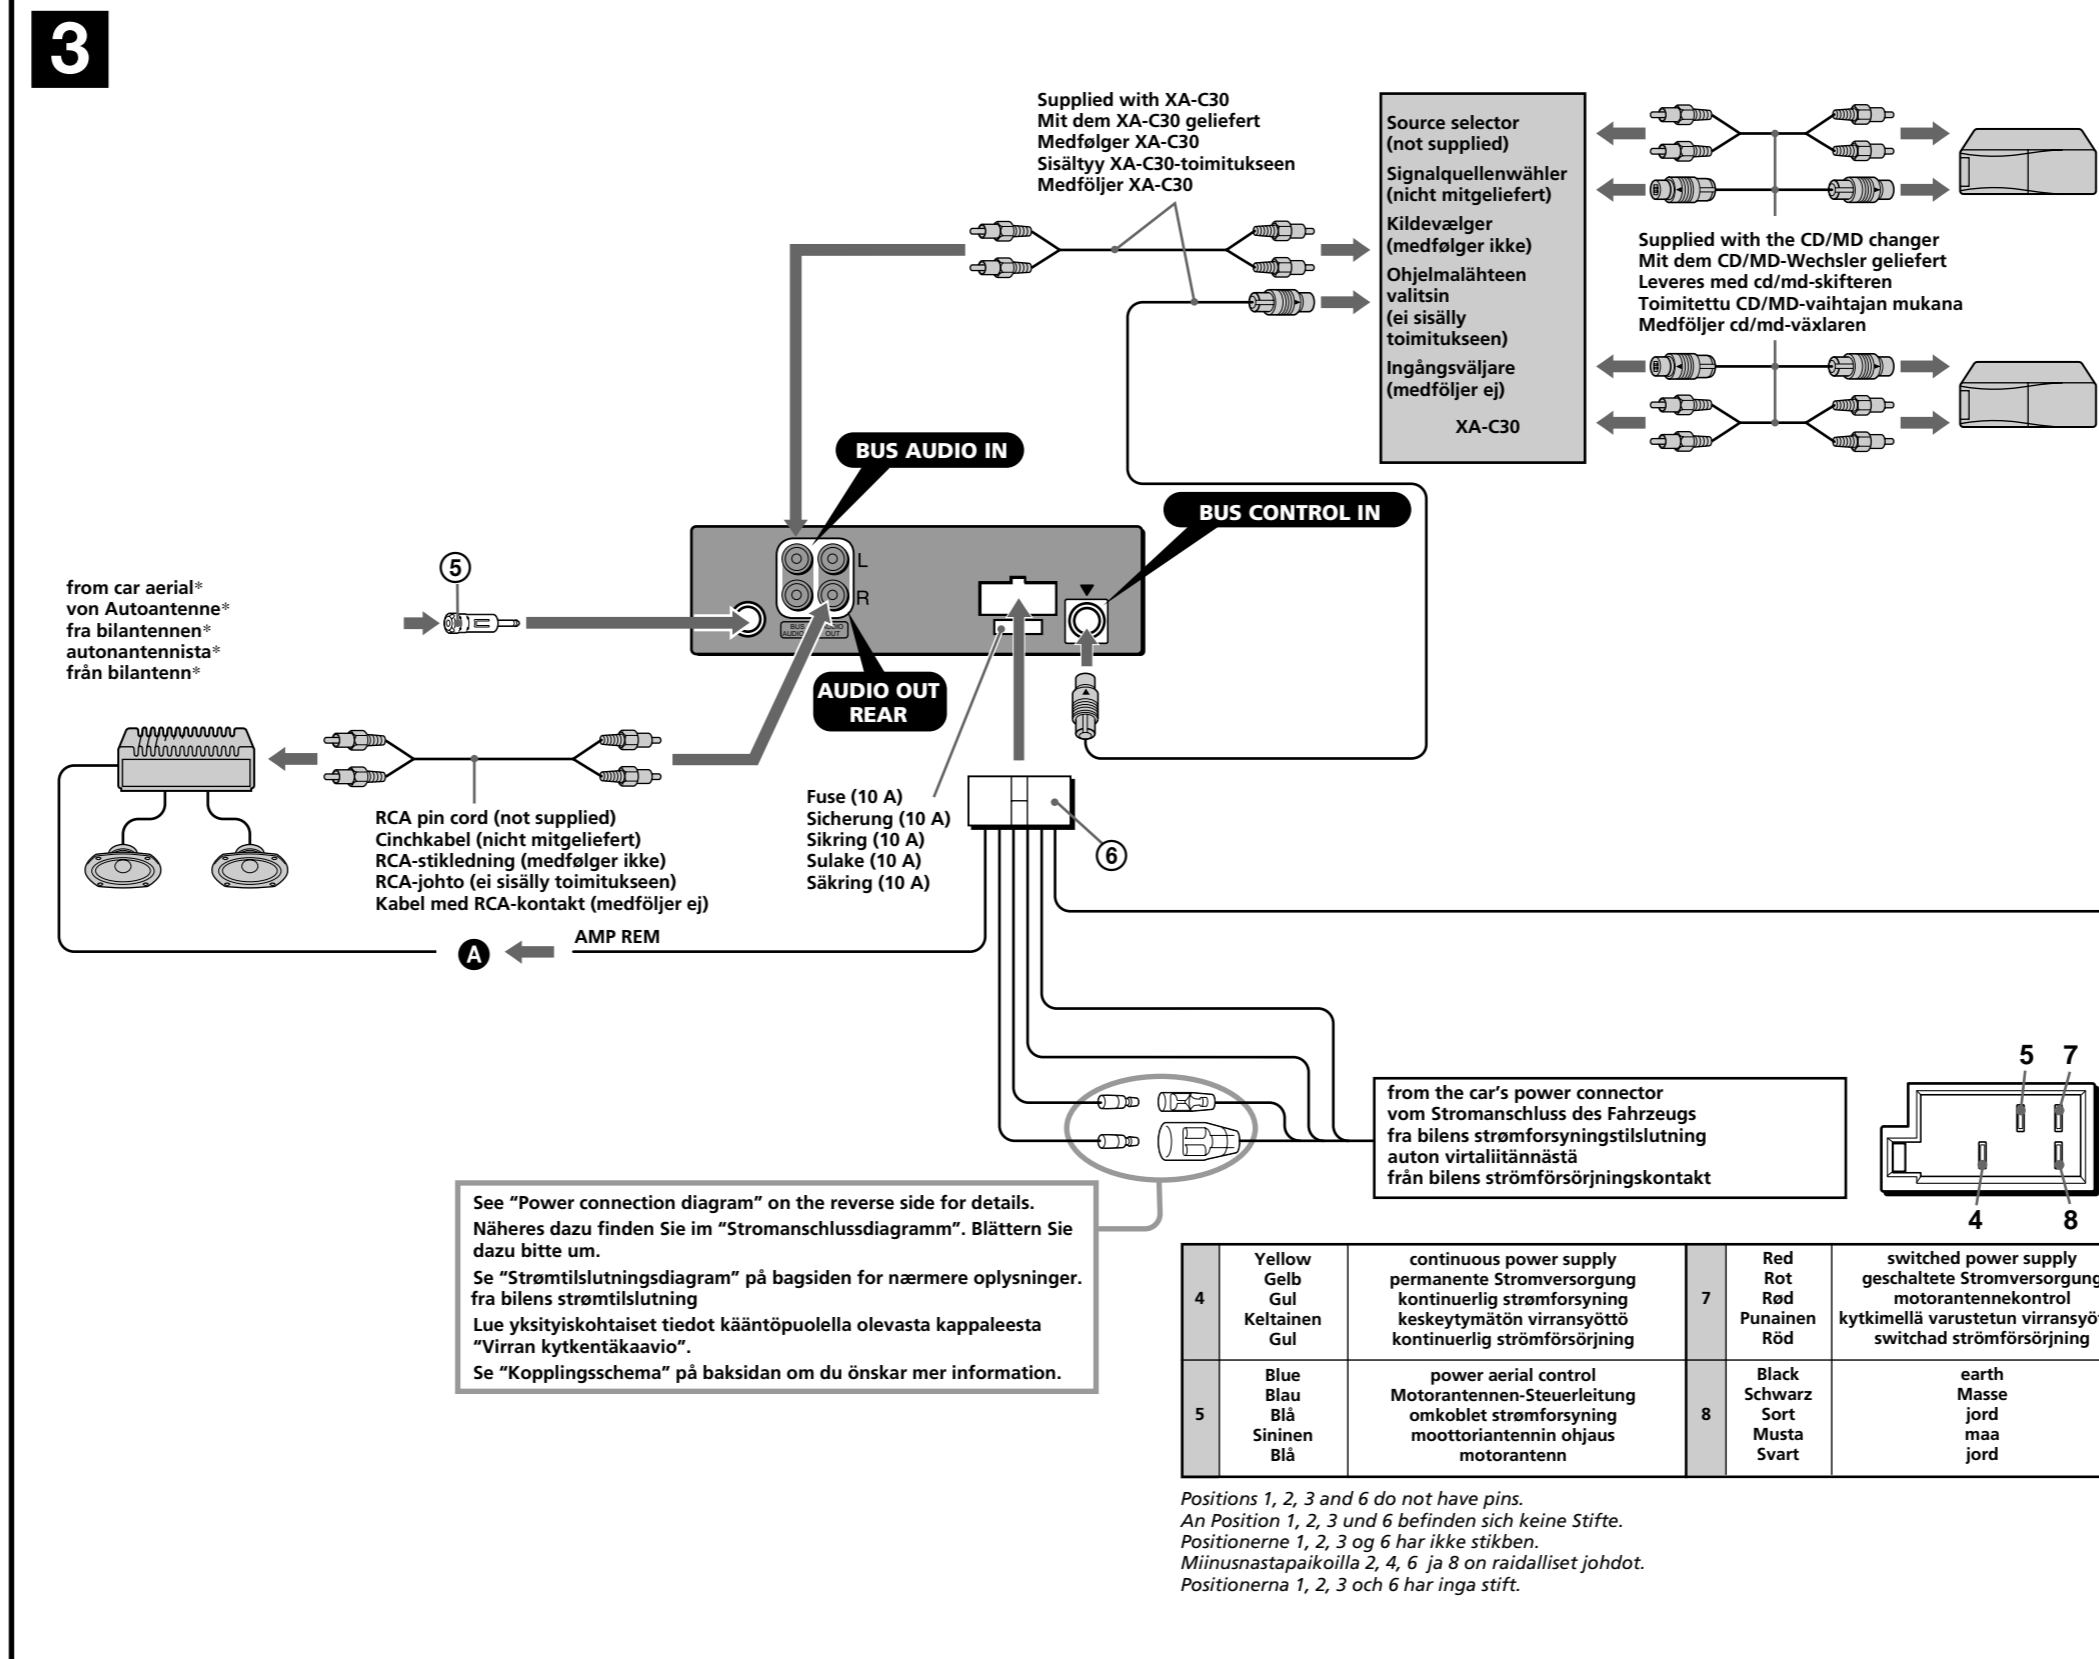 3
Supplied with XA-C30
Mit dem XA-C30 geliefert
Medfølger XA-C30
Sisältyy XA-C30-toimitukseen
Medföljer XA-C30
Source selector
(not supplied)
Signalquellenwähler
(nicht mitgeliefert)
Kildevælger
(medfølger ikke)
Ohjelmalähteen
valitsin
(ei sisälly
toimitukseen)
Ingångsväljare
(medföljer ej)
XA-C30
Supplied with the CD/MD changer
Mit dem CD/MD-Wechsler geliefert
Leveres med cd/md-skifteren
Toimitettu CD/MD-vaihtajan mukana
Medföljer cd/md-växlaren
BUS AUDIO IN
BUS CONTROL IN
L
R
BUS
AUDIO
OUT
from car aerial*
von Autoantenne*
fra bilantennen*
autonantennista*
från bilantenn*
5
AUDIO OUT
REAR
RCA pin cord (not supplied)
Cinchkabel (nicht mitgeliefert)
RCA-stikledning (medfølger ikke)
RCA-johto (ei sisälly toimitukseen)
Kabel med RCA-kontakt (medföljer ej)
Fuse (10 A)
Sicherung (10 A)
Sikring (10 A)
Sulake (10 A)
Säkring (10 A)
6
A
AMP REM
from the car’s power connector
vom Stromanschluss des Fahrzeugs
fra bilens strømforsyningstilslutning
auton virtaliitännästä
från bilens strömförsörjningskontakt
5 7
4 8
See “Power connection diagram” on the reverse side for details.
Näheres dazu finden Sie im “Stromanschlussdiagramm”. Blättern Sie
dazu bitte um.
Se “Strømtilslutningsdiagram” på bagsiden for nærmere oplysninger.
fra bilens strømtilslutning
Lue yksityiskohtaiset tiedot kääntöpuolella olevasta kappaleesta
“Virran kytkentäkaavio”.
Se “Kopplingsschema” på baksidan om du önskar mer information.
4
Yellow
Gelb
Gul
Keltainen
Gul
continuous power supply
permanente Stromversorgung
kontinuerlig strømforsyning
keskeytymätön virransyöttö
kontinuerlig strömförsörjning
7
Red
Rot
Rød
Punainen
Röd
switched power supply
geschaltete Stromversorgung
motorantennekontrol
kytkimellä varustetun virransyö
switchad strömförsörjning
5
Blue
Blau
Blå
Sininen
Blå
power aerial control
Motorantennen-Steuerleitung
omkoblet strømforsyning
moottoriantennin ohjaus
motorantenn
8
Black
Schwarz
Sort
Musta
Svart
earth
Masse
jord
maa
jord
Positions 1, 2, 3 and 6 do not have pins.
An Position 1, 2, 3 und 6 befinden sich keine Stifte.
Positionerne 1, 2, 3 og 6 har ikke stikben.
Miinusnastapaikoilla 2, 4, 6 ja 8 on raidalliset johdot.
Positionerna 1, 2, 3 och 6 har inga stift.